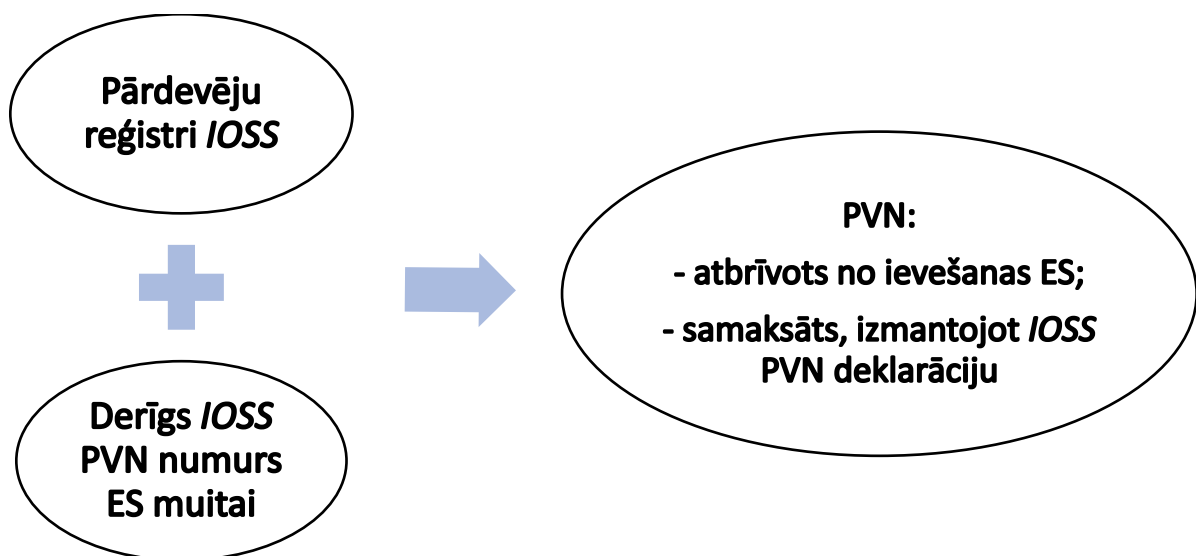 Pārdevēju
reģistri IOSS
Derīgs IOSS
PVN numurs
ES muitai
PVN:
- atbrīvots no ievešanas ES;
- samaksāts, izmantojot IOSS
PVN deklarāciju